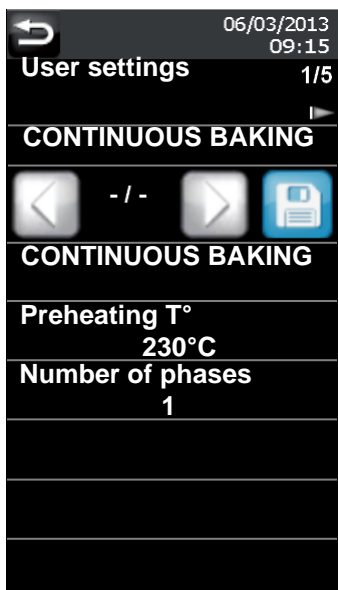 06/03/2013
09:15
User settings
1/5
CONTINUOUS BAKING
- / -
CONTINUOUS BAKING
Preheating T°
230°C
Number of phases
1